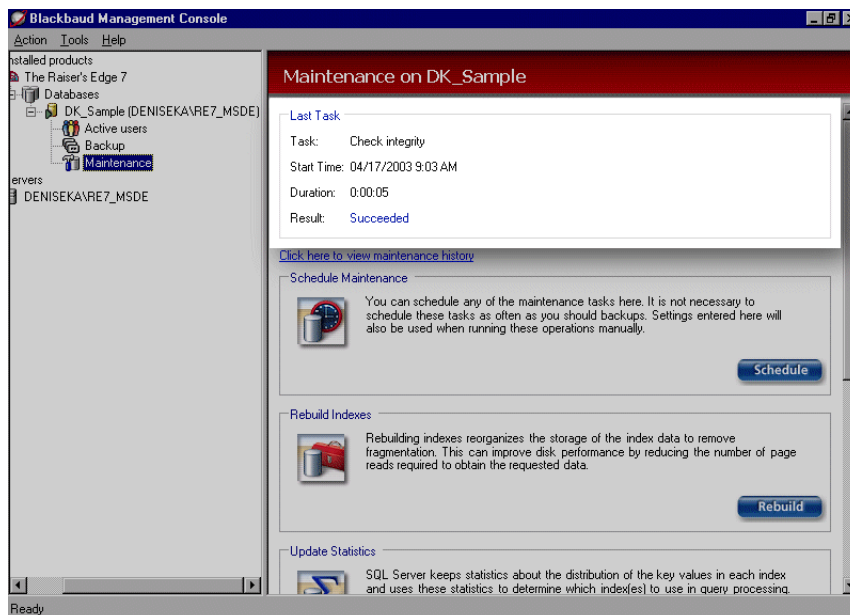 Blackbaud Management Console
Action Tools Help
nstalled products
The Raiser's Edge 7
Databases
DK_Sample (DENISEKA\RE7_MSDE)
Active users
Backup
Maintenance
ervers
DENISEKA\RE7_MSDE
Maintenance on DK_Sample
Last Task
Task: Check integrity
Start Time: 04/17/2003 9:03 AM
Duration: 0:00:05
Result: Succeeded
Click here to view maintenance history
Schedule Maintenance
You can schedule any of the maintenance tasks here. It is not necessary to
schedule these tasks as often as you should backups. Settings entered here will
also be used when running these operations manually.
Schedule
Rebuild Indexes
Rebuilding indexes reorganizes the storage of the index data to remove
fragmentation. This can improve disk performance by reducing the number of page
reads required to obtain the requested data.
Rebuild
Update Statistics
SQL Server keeps statistics about the distribution of the key values in each index
and uses these statistics to determine which index(es) to use in query processing.
Ready